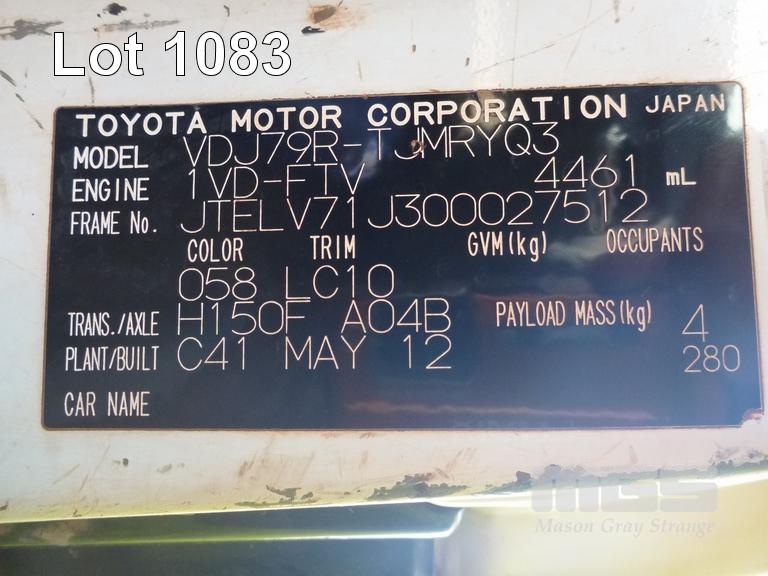 Lot 1083
TOYOTA MOTOR CORPORATION JAPAN
MODEL VDJ79R-TJMRYQ3
ENGINE 1VD-FTV 4461 mL
FRAME No. JTELV71J300027512
COLOR TRIM GVM(kg) OCCUPANTS
058 LC10
TRANS./AXLE H150F A04B PAYLOAD MASS(kg) 4
PLANT/BUILT C41 MAY 12 280
CAR NAME
MGS
Mason Gray Strange